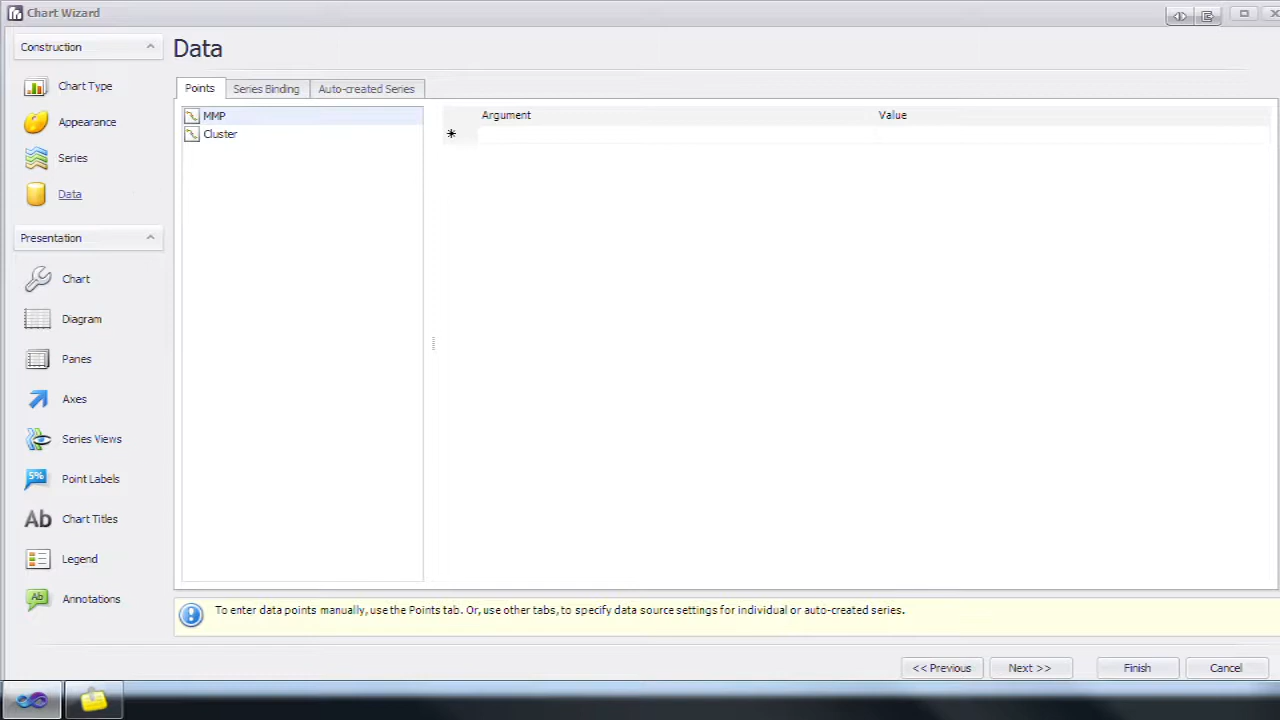 Chart Wizard
Construction
Chart Type
Appearance
Series
Data
Presentation
Chart
Diagram
Panes
Axes
Series Views
5%
Point Labels
Ab
Chart Titles
Legend
Ab
Annotations
Data
Points Series Binding Auto-created Series
MMP
Cluster
Argument Value
To enter data points manually, use the Points tab. Or, use other tabs, to specify data source settings for individual or auto-created series.
<< Previous Next >> Finish Cancel